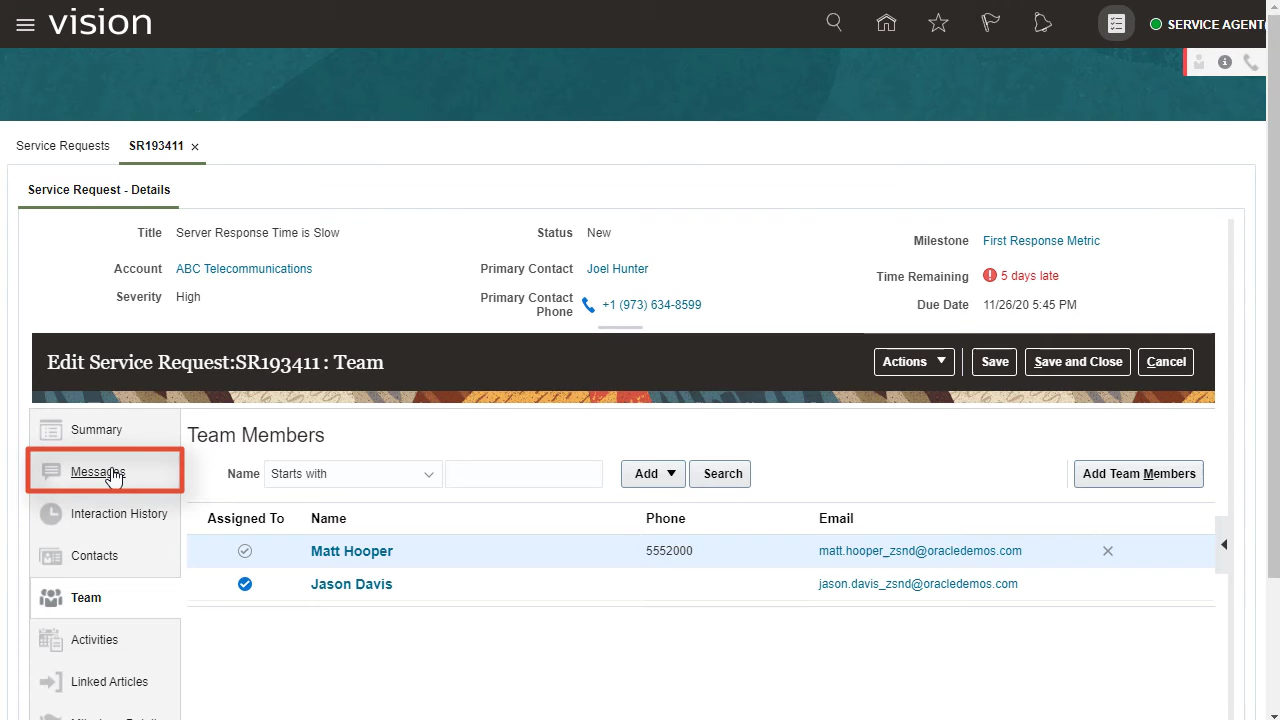 vision
SERVICE AGENT
Service Requests SR193411 ×
Service Request - Details
Title Server Response Time is Slow Status New Milestone First Response Metric
Account ABC Telecommunications Primary Contact Joel Hunter Time Remaining 5 days late
Severity High Primary Contact Phone +1 (973) 634-8599 Due Date 11/26/20 5:45 PM
Edit Service Request:SR193411 : Team Actions Save Save and Close Cancel
Summary
Messages
Interaction History
Contacts
Team
Activities
Linked Articles
Team Members
Name Starts with Add Search Add Team Members
Assigned To Name Phone Email
Matt Hooper 5552000 matt.hooper_zsnd@oracledemos.com
Jason Davis jason.davis_zsnd@oracledemos.com